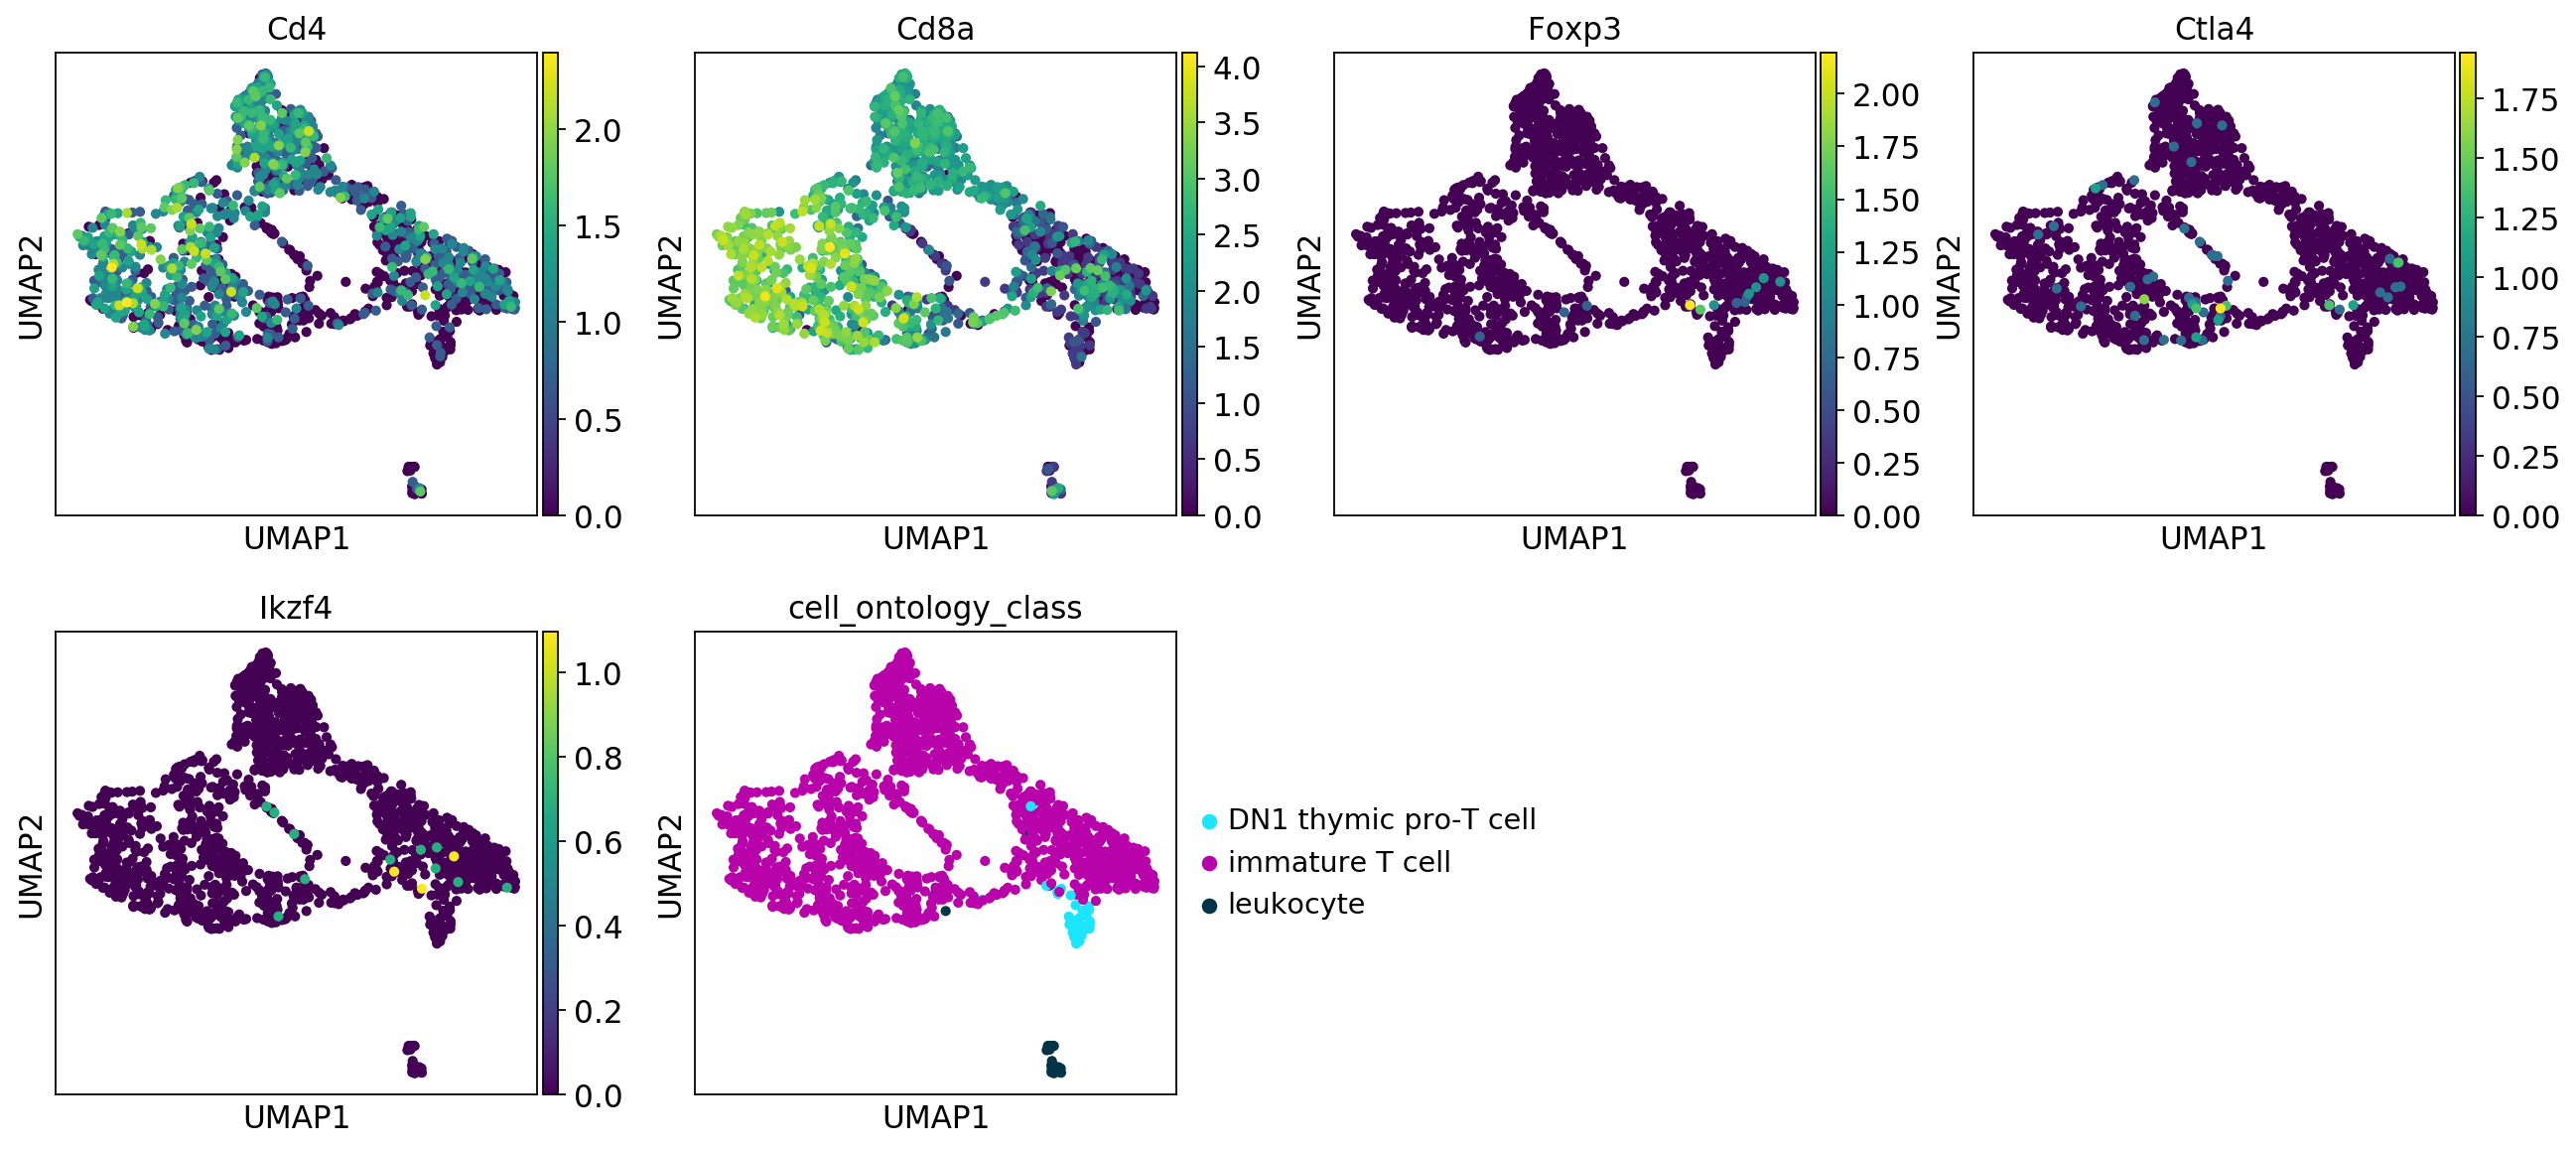 Cd4
UMAP2
UMAP1
2.0
1.5
1.0
0.5
0.0
Cd8a
UMAP2
UMAP1
4.0
3.5
3.0
2.5
2.0
1.5
1.0
0.5
0.0
Foxp3
UMAP2
UMAP1
2.00
1.75
1.50
1.25
1.00
0.75
0.50
0.25
0.00
Ctla4
UMAP2
UMAP1
1.75
1.50
1.25
1.00
0.75
0.50
0.25
0.00
Ikzf4
UMAP2
UMAP1
1.0
0.8
0.6
0.4
0.2
0.0
cell_ontology_class
UMAP2
UMAP1
DN1 thymic pro-T cell
immature T cell
leukocyte